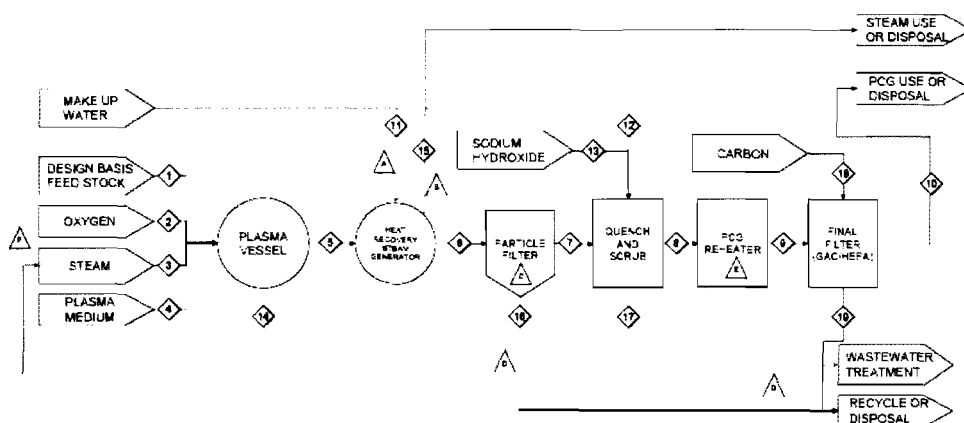 STEAM USE
OR DISPOSAL
PCG USE OR
DISPOSAL
MAKE UP
WATER
11
12
15
SODIUM
HYDROXIDE
13
CARBON
A
DESIGN BASIS
FEED STOCK
1
OXYGEN
2
STEAM
3
PLASMA
MEDIUM
4
PLASMA
VESSEL
14
5
HEAT
RECOVERY
STEAM
GENERATOR
6
PARTICLE
FILTER
C
7
QUENCH
AND
SCRUB
17
8
PCG
RE-EATER
E
9
FINAL
FILTER
(GAC/HEPA)
10
16
19
D
D
WASTEWATER
TREATMENT
RECYCLE OR
DISPOSAL